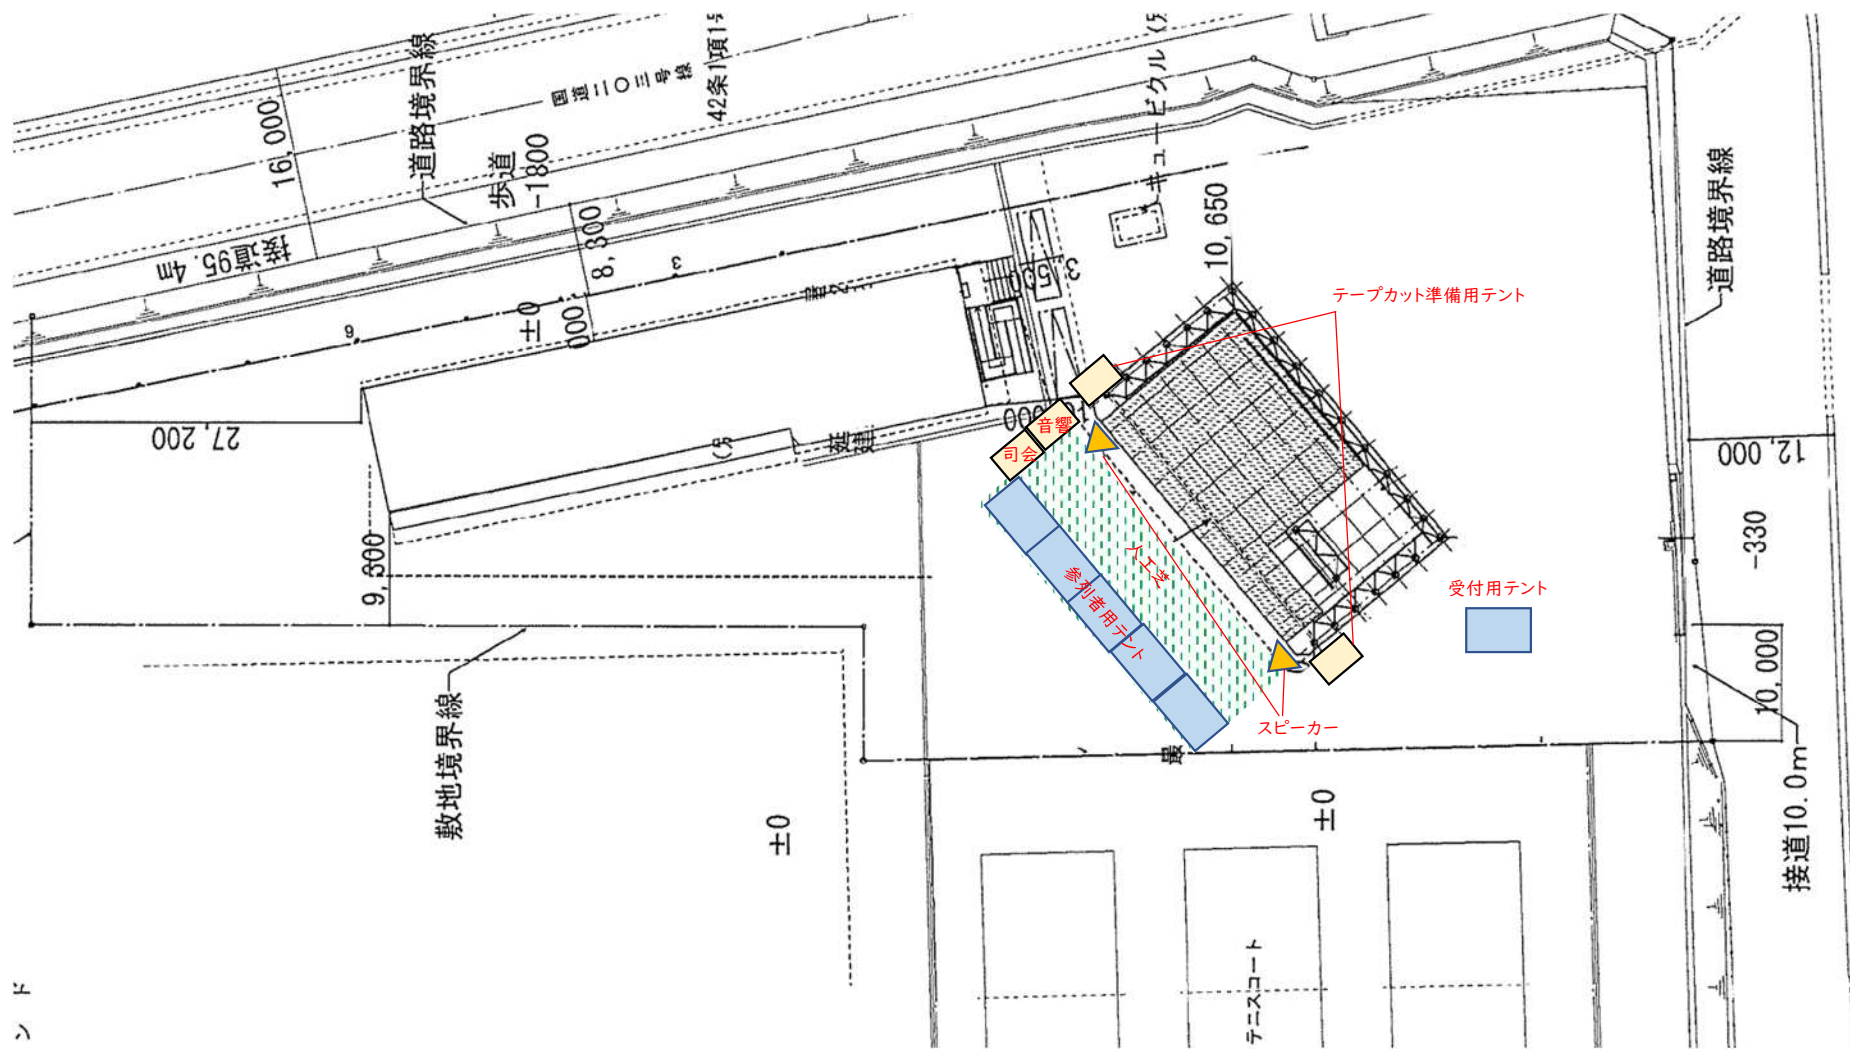 16,000
道路境界線
国道二〇三号線
42条1項1号
キュービクル
歩道
-1800
接道95.4m
8,300
10,650
道路境界線
3
6
±0
テープカット準備用テント
27,200
音響
司会
12,000
9,300
-330
人工芝
参列者用テント
受付用テント
10,000
スピーカー
敷地境界線
最
±0
±0
接道10.0m
テニスコート
ンド